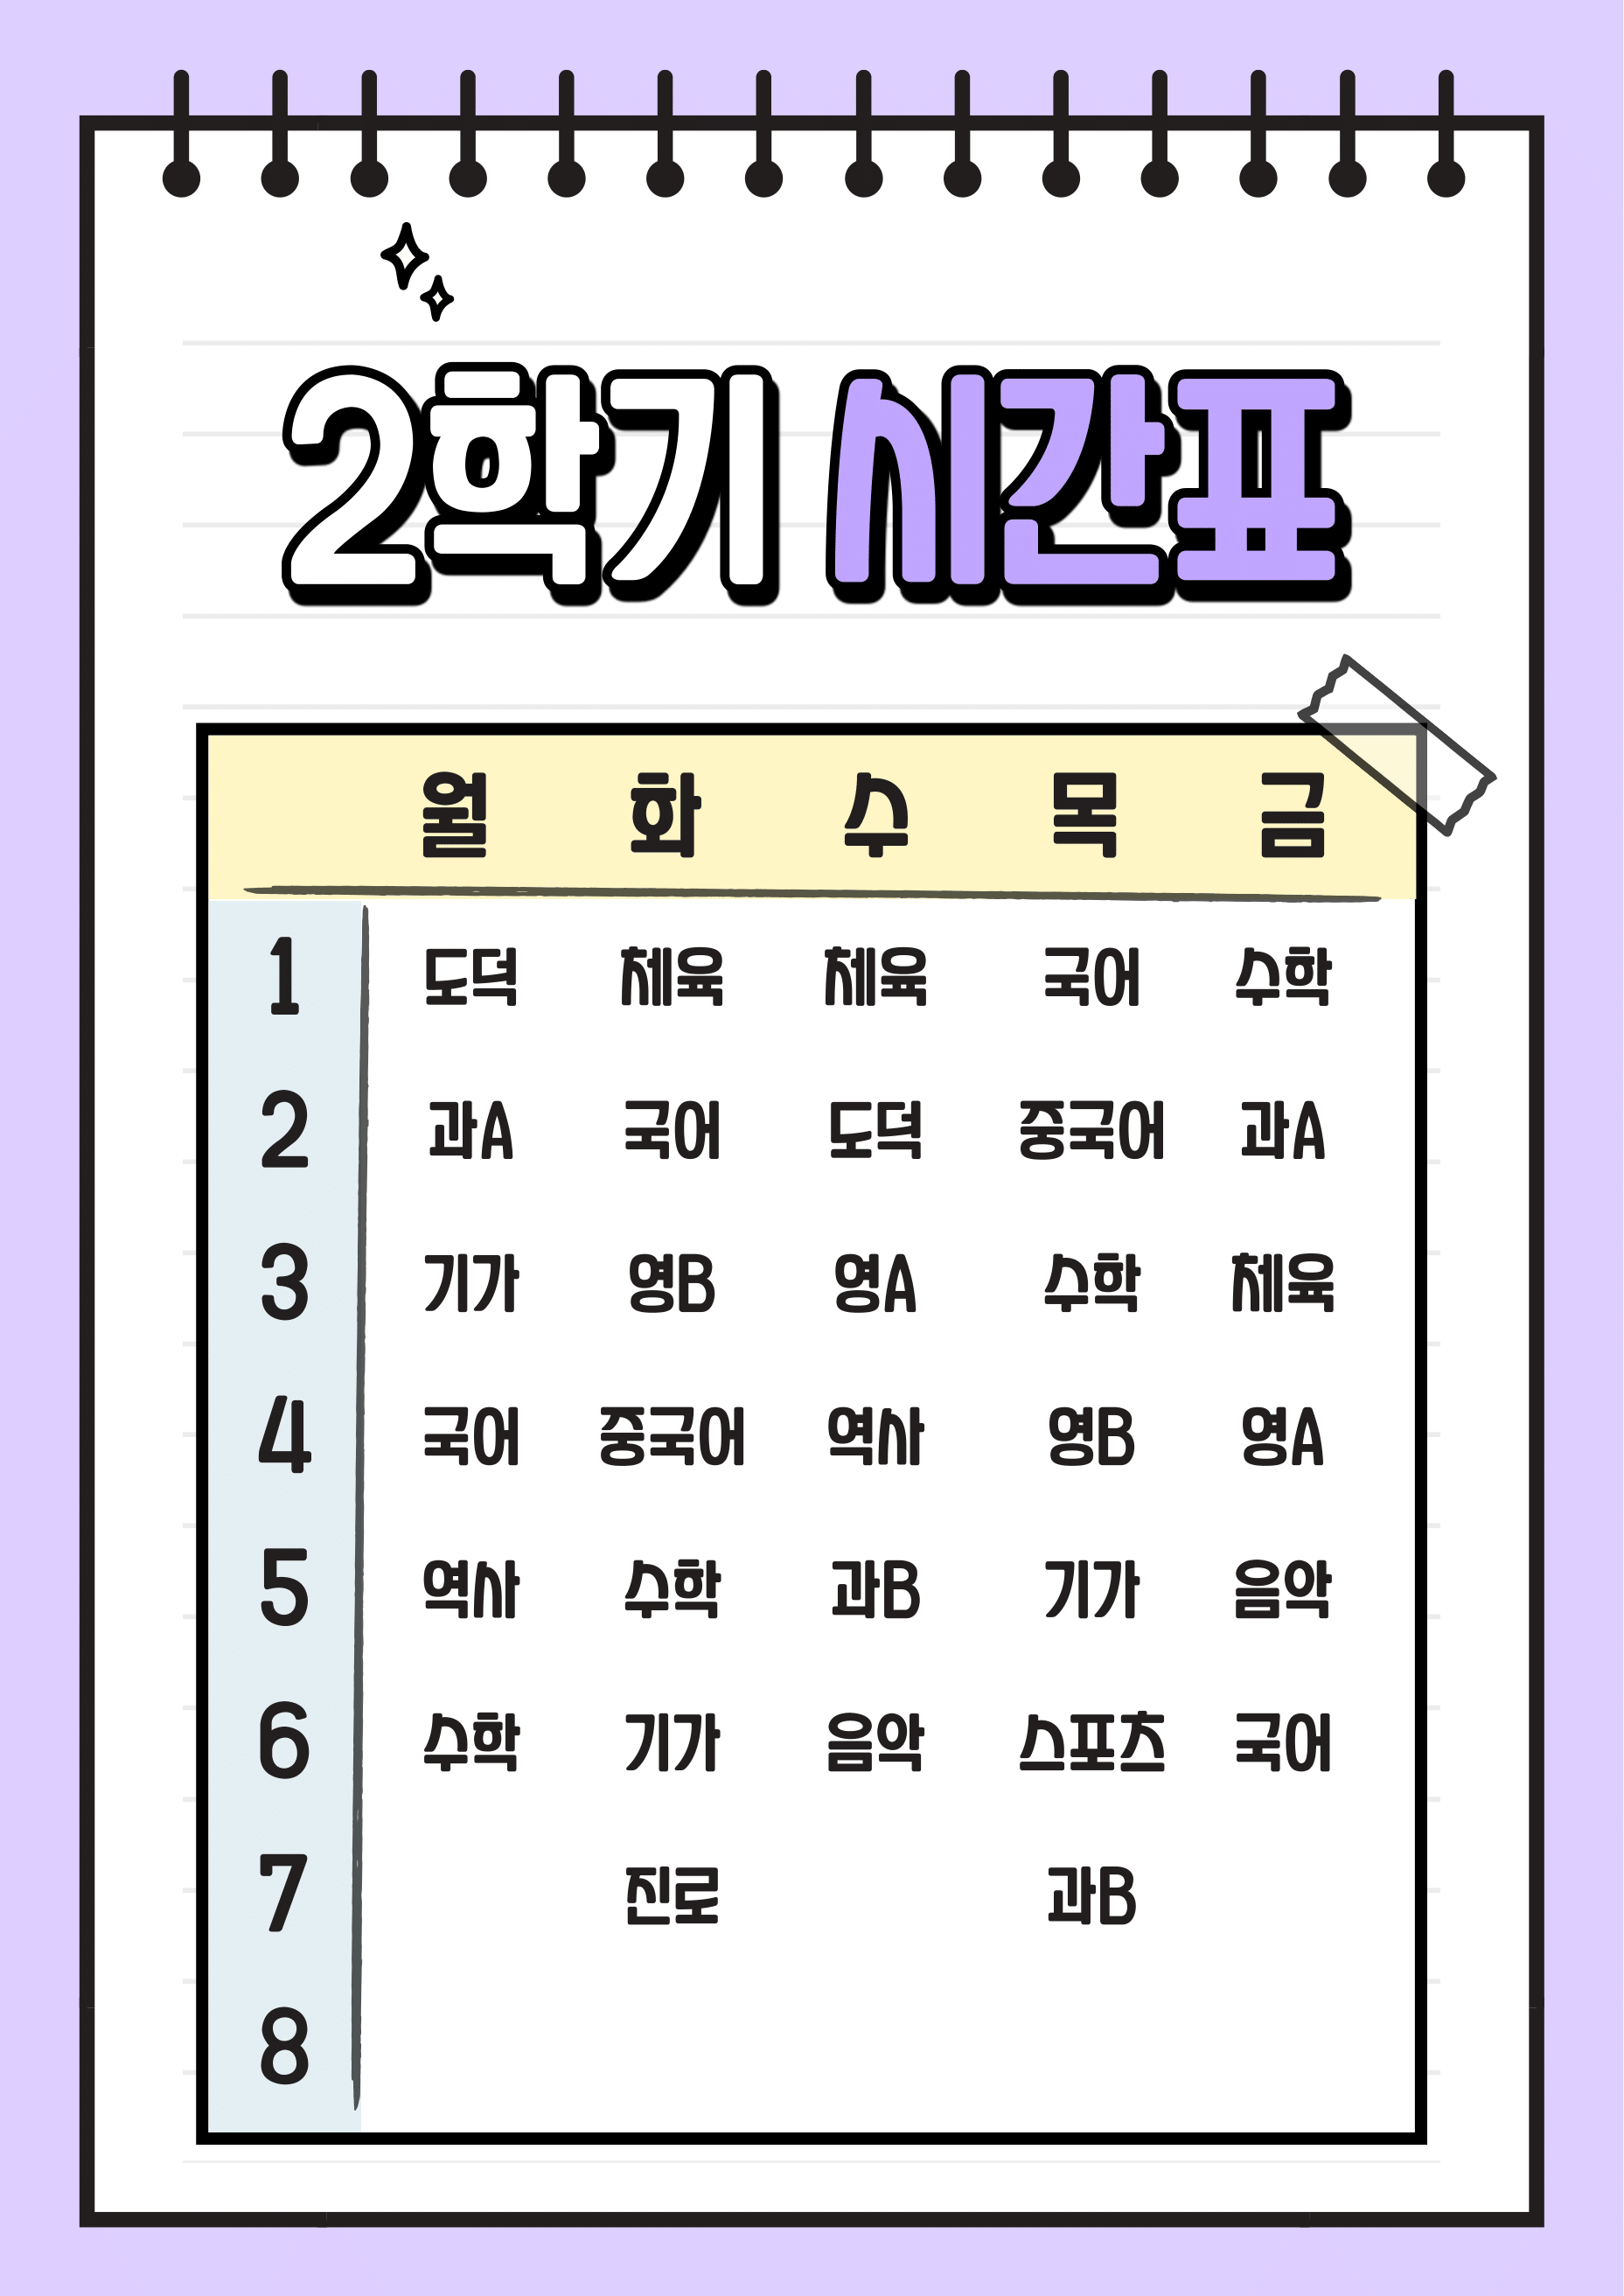 2학기 시간표
월 화 수 목 금
1 도덕 체육 체육 국어 수학
2 과A 국어 도덕 중국어 과A
3 기가 영B 영A 수학 체육
4 국어 중국어 역사 영B 영A
5 역사 수학 과B 기가 음악
6 수학 기가 음악 스포츠 국어
7 진로 과B
8